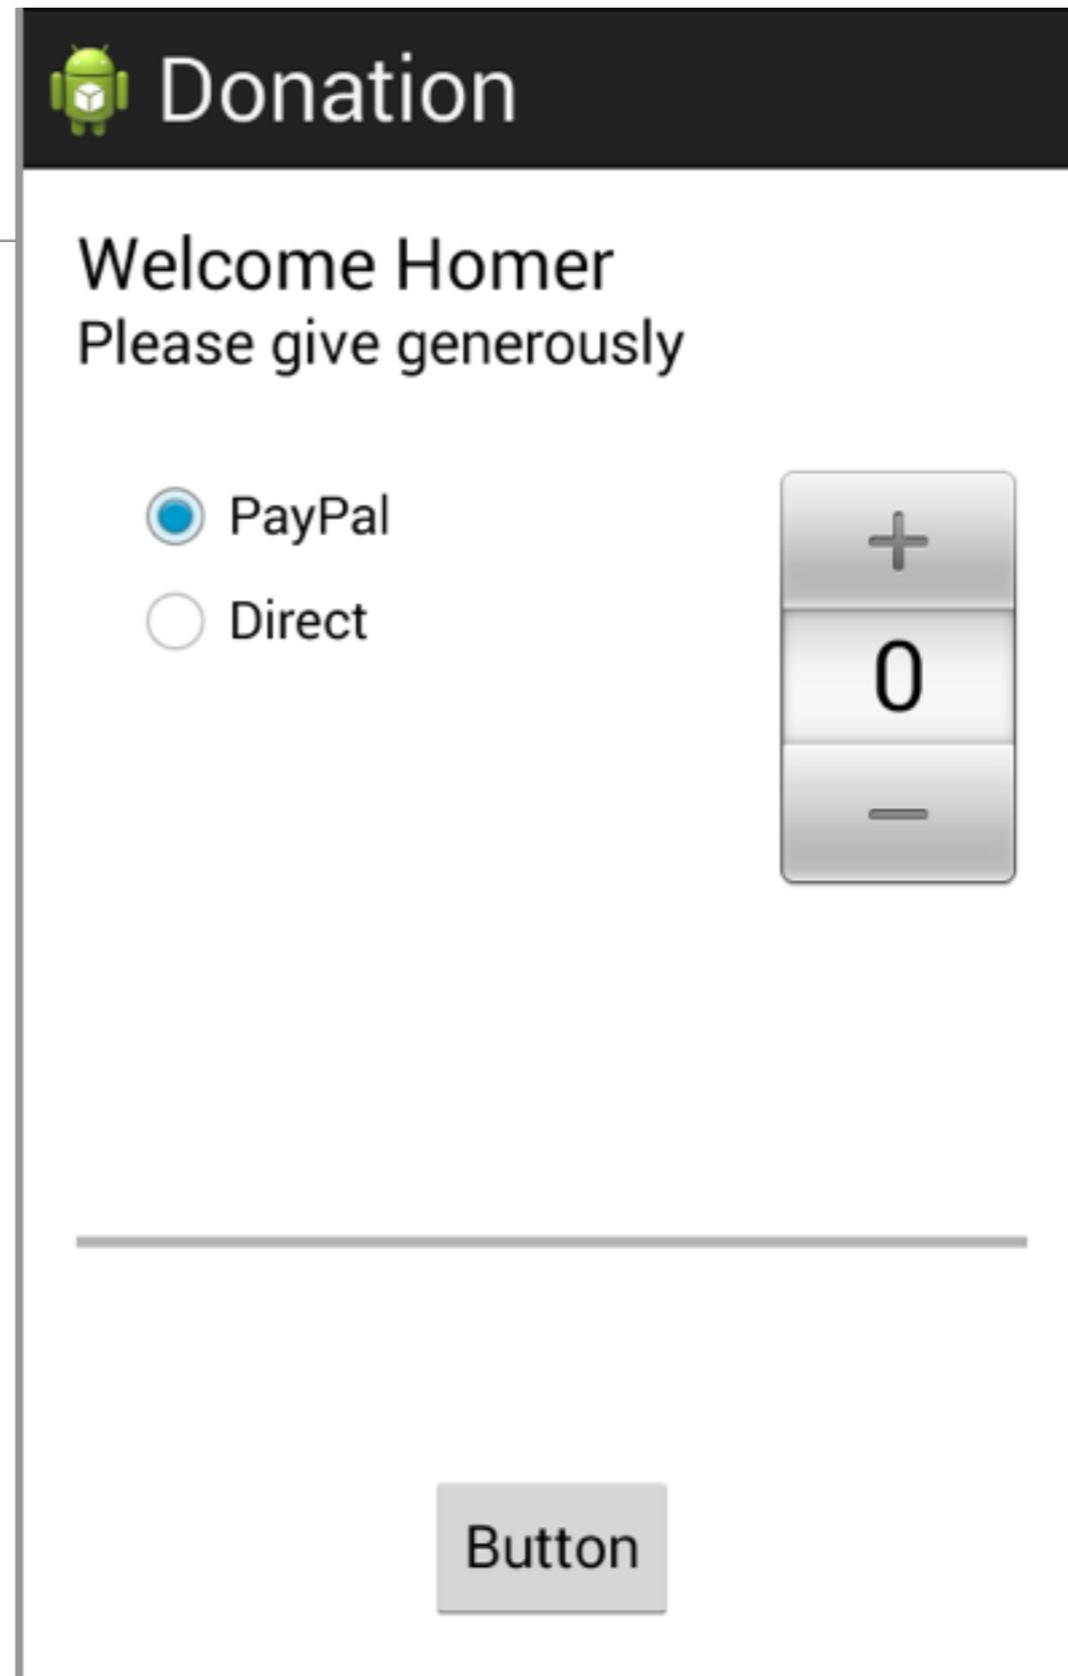 Donation
Welcome Homer
Please give generously
PayPal
Direct
+
0
−
Button